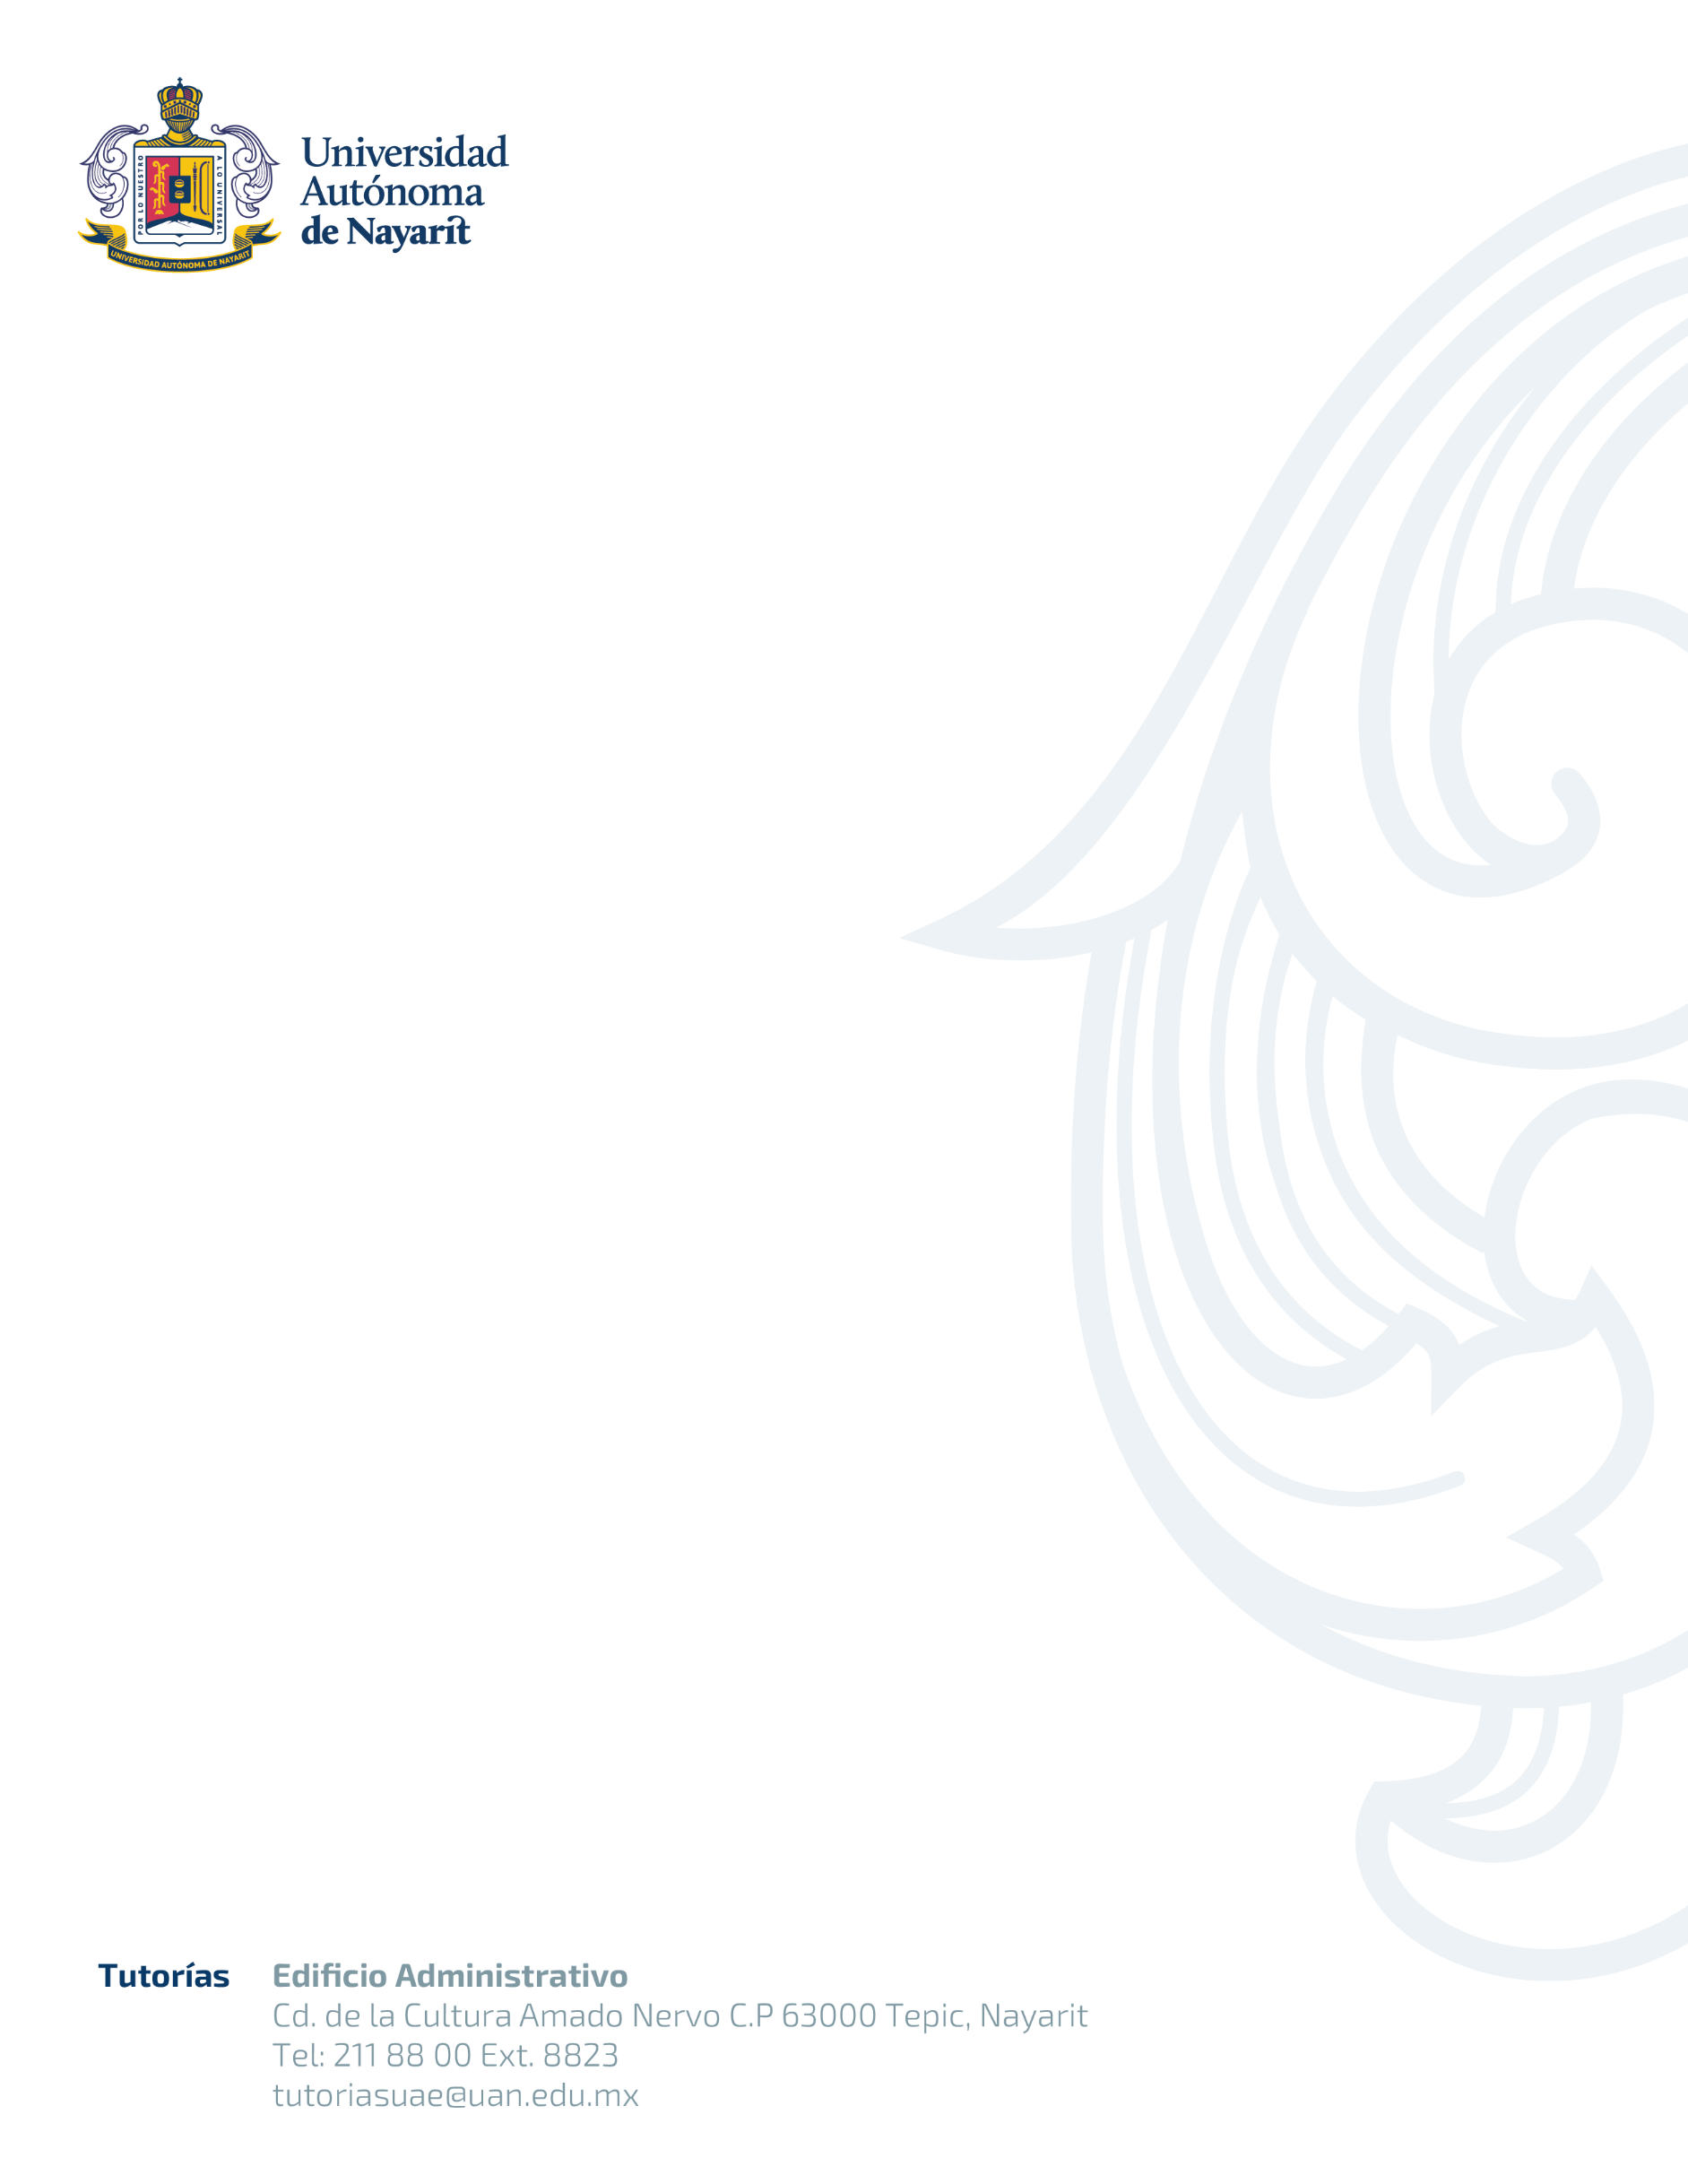 Universidad
Autónoma
de Nayarit
POR LO NUESTRO
A LO UNIVERSAL
UNIVERSIDAD AUTÓNOMA DE NAYARIT
Tutorías
Edificio Administrativo
Cd. de la Cultura Amado Nervo C.P 63000 Tepic, Nayarit
Tel: 211 88 00 Ext. 8823
tutoriasuae@uan.edu.mx